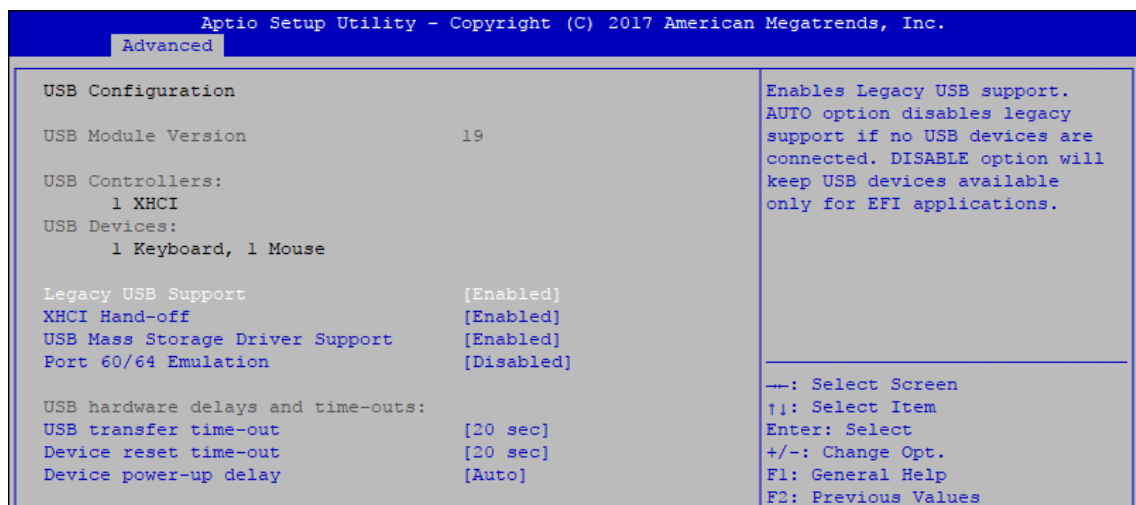 Aptio Setup Utility - Copyright (C) 2017 American Megatrends, Inc.
Advanced
USB Configuration
USB Module Version 19
USB Controllers:
1 XHCI
USB Devices:
1 Keyboard, 1 Mouse
Legacy USB Support [Enabled]
XHCI Hand-off [Enabled]
USB Mass Storage Driver Support [Enabled]
Port 60/64 Emulation [Disabled]
USB hardware delays and time-outs:
USB transfer time-out [20 sec]
Device reset time-out [20 sec]
Device power-up delay [Auto]
Enables Legacy USB support.
AUTO option disables legacy
support if no USB devices are
connected. DISABLE option will
keep USB devices available
only for EFI applications.
→←: Select Screen
↑↓: Select Item
Enter: Select
+/-: Change Opt.
F1: General Help
F2: Previous Values